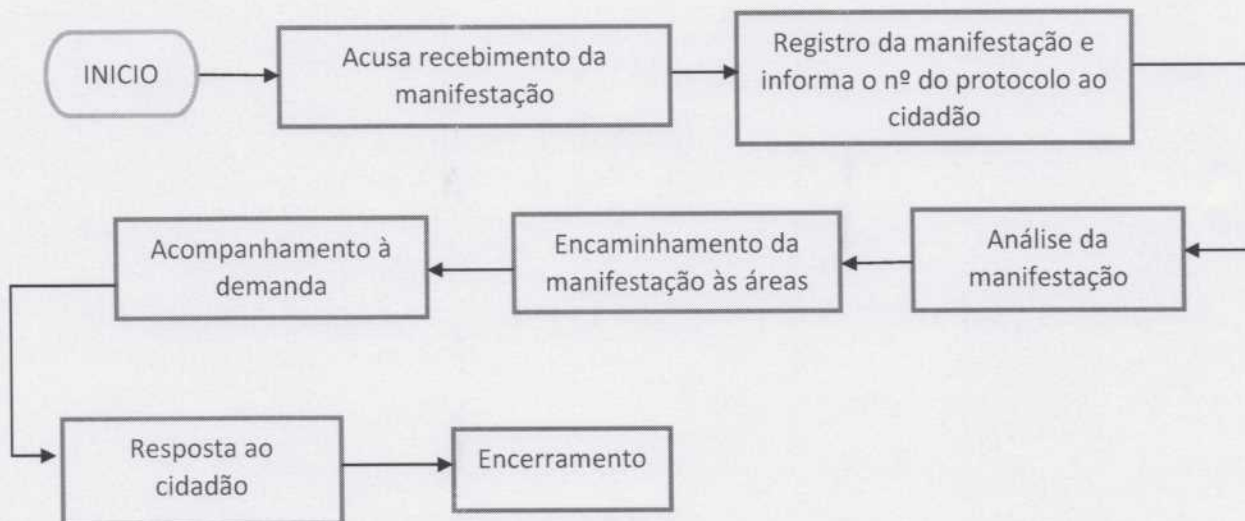 INICIO
Acusa recebimento da
manifestação
Registro da manifestação e
informa o nº do protocolo ao
cidadão
Análise da
manifestação
Encaminhamento da
manifestação às áreas
Acompanhamento à
demanda
Resposta ao
cidadão
Encerramento